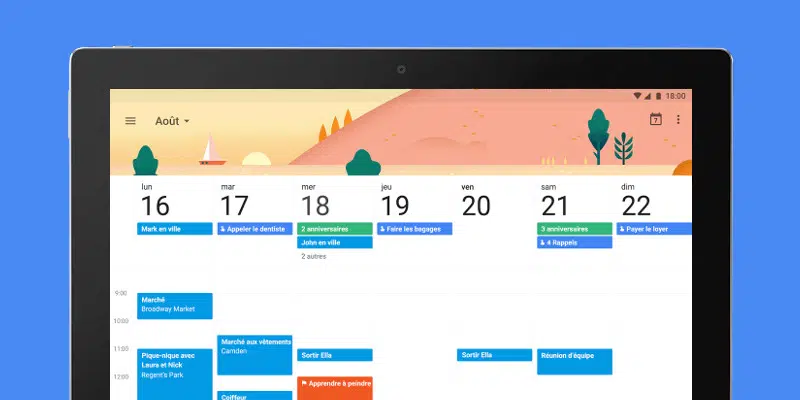 18:00
Août
7
lun mar mer jeu ven sam dim
16 17 18 19 20 21 22
Mark en ville
Appeler le dentiste
2 anniversaires
Faire les bagages
3 anniversaires
Payer le loyer
John en ville
4 Rappels
2 autres
9:00
Marché
Broadway Market
10:00
Marché aux vêtements
Camden
11:00
Pique-nique avec
Laura et Nick
Regent's Park
Sortir Ella
Sortir Ella
Réunion d'équipe
12:00
Apprendre à peindre
Coiffeur